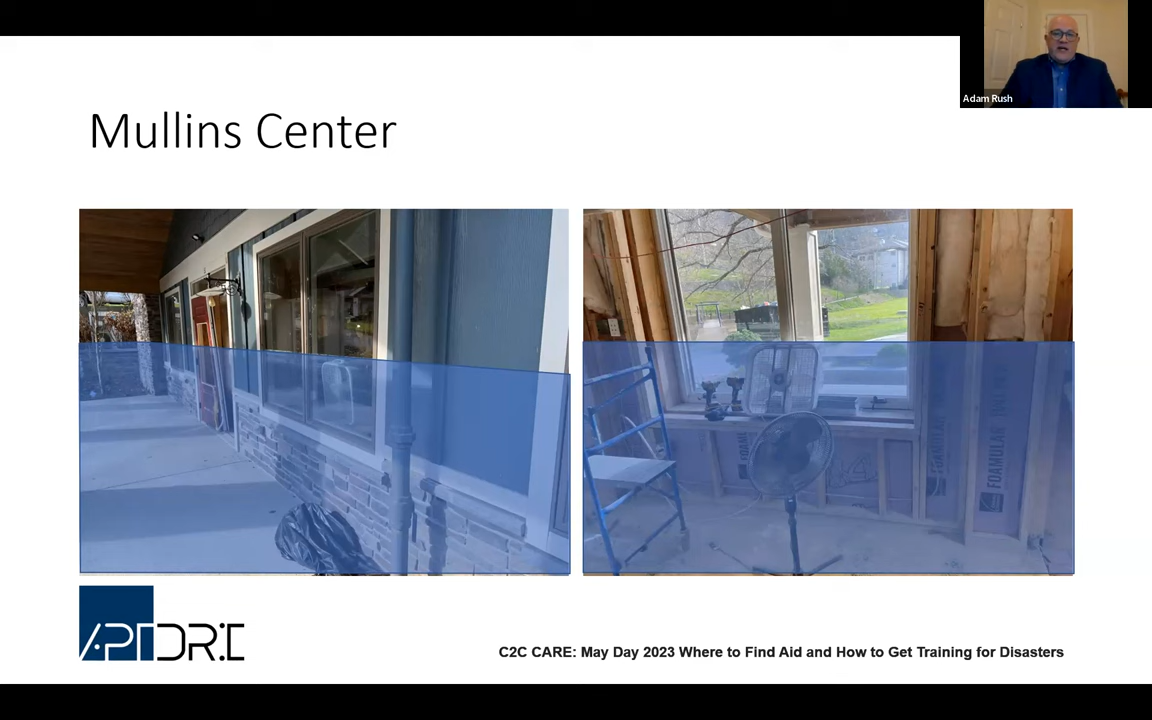 Adam Rush
Mullins Center
FOAMULAR
FOAMULAR
APTDRI
C2C CARE: May Day 2023 Where to Find Aid and How to Get Training for Disasters